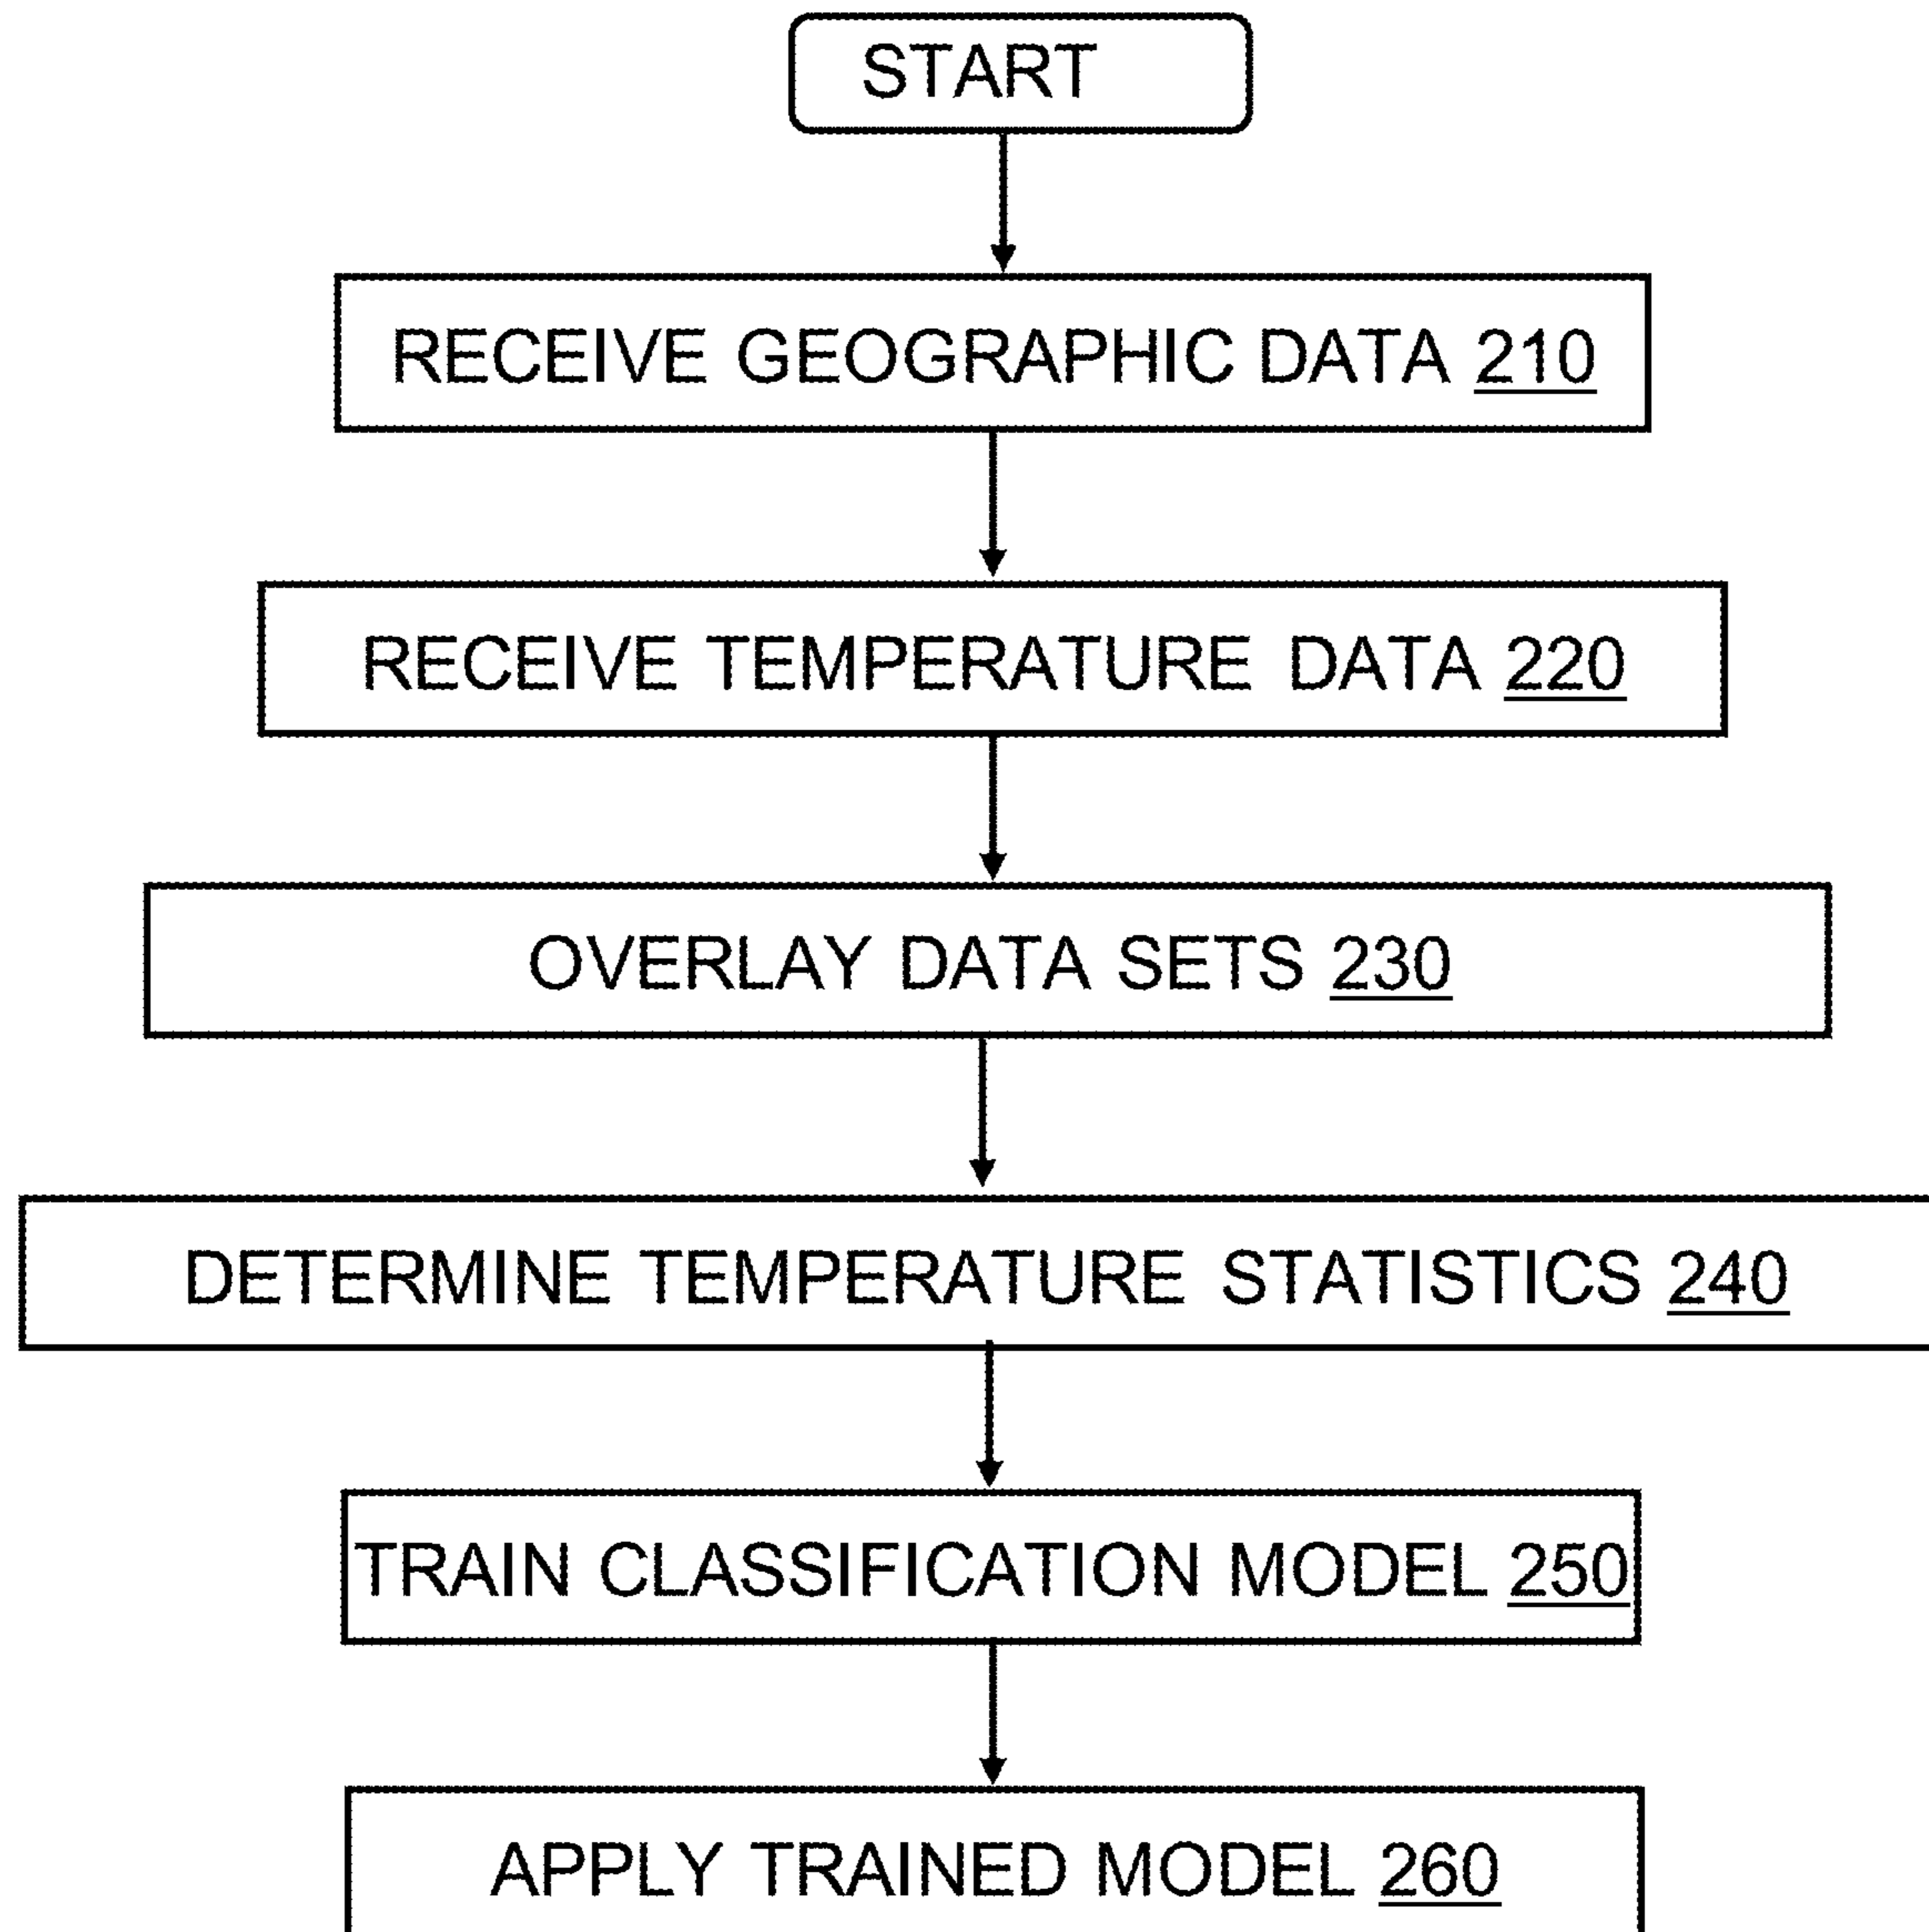 START
RECEIVE GEOGRAPHIC DATA 210
RECEIVE TEMPERATURE DATA 220
OVERLAY DATA SETS 230
DETERMINE TEMPERATURE STATISTICS 240
TRAIN CLASSIFICATION MODEL 250
APPLY TRAINED MODEL 260